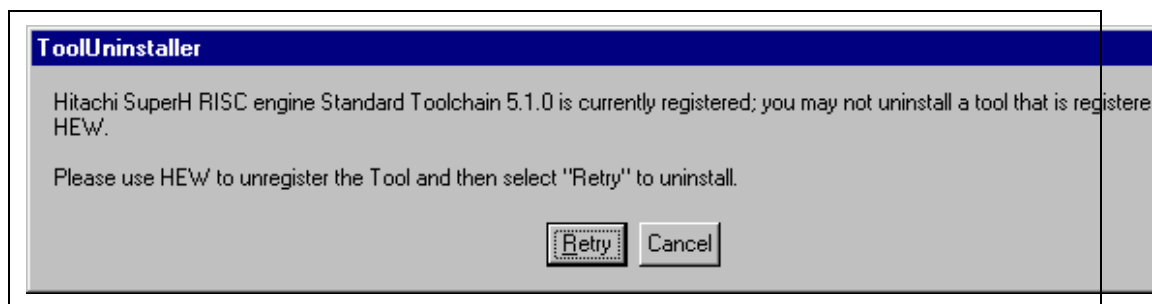 ToolUninstaller
Hitachi SuperH RISC engine Standard Toolchain 5.1.0 is currently registered; you may not uninstall a tool that is registere
HEW.
Please use HEW to unregister the Tool and then select "Retry" to uninstall.
Retry
Cancel